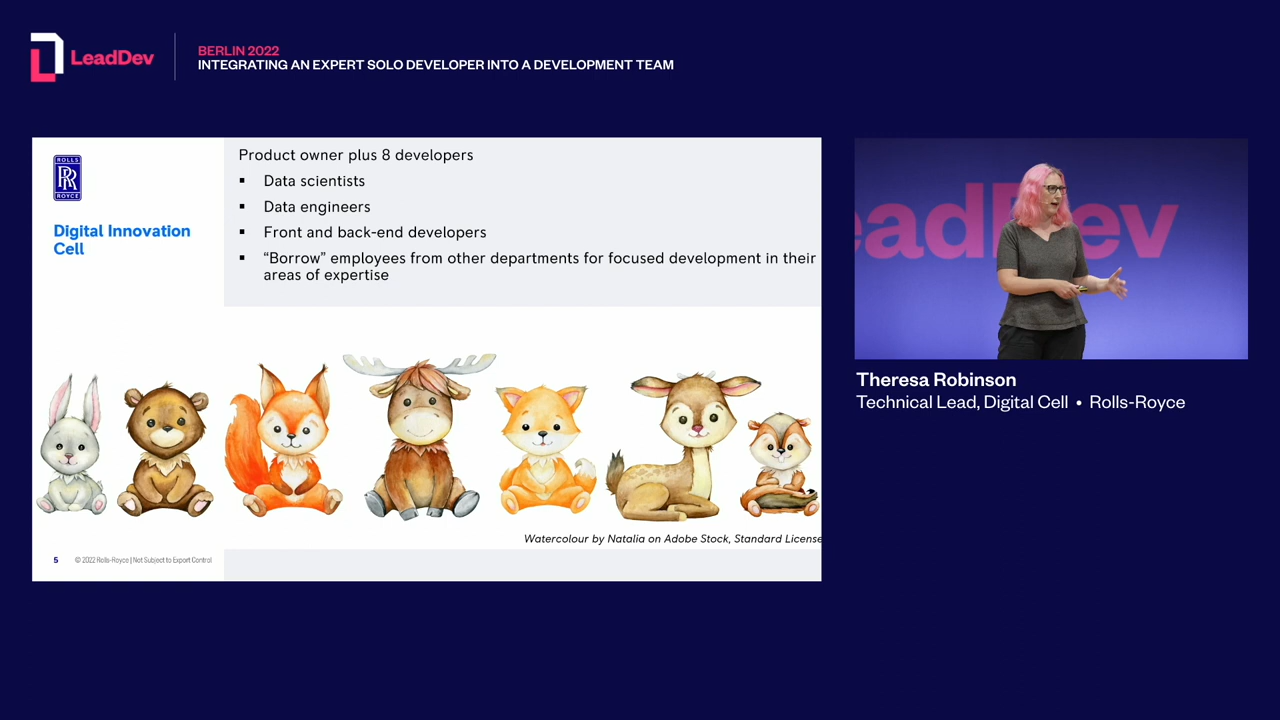 LeadDev
BERLIN 2022
INTEGRATING AN EXPERT SOLO DEVELOPER INTO A DEVELOPMENT TEAM
ROLLS
RR
ROYCE
Digital Innovation
Cell
Product owner plus 8 developers
▪ Data scientists
▪ Data engineers
▪ Front and back-end developers
▪ “Borrow” employees from other departments for focused development in their
areas of expertise
Watercolour by Natalia on Adobe Stock, Standard License
5
© 2022 Rolls-Royce | Not Subject to Export Control
eadDev
Theresa Robinson
Technical Lead, Digital Cell • Rolls-Royce